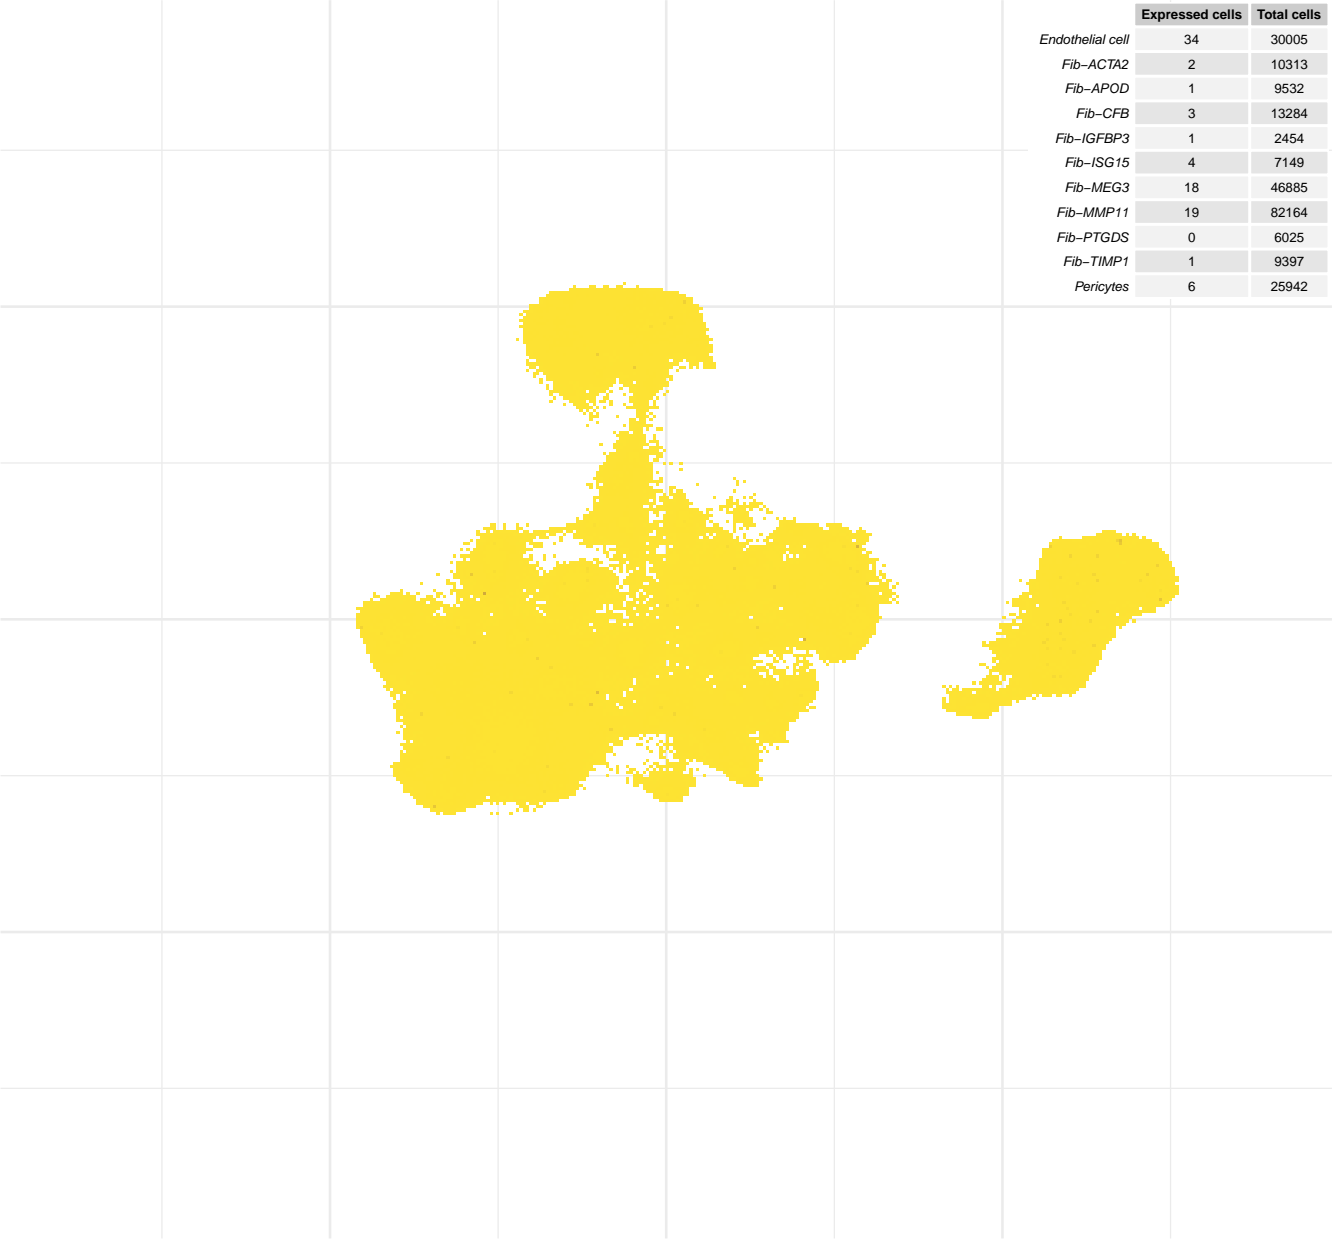 Expressed cells Total cells
Endothelial cell 34 30005
Fib−ACTA2 2 10313
Fib−APOD 1 9532
Fib−CFB 3 13284
Fib−IGFBP3 1 2454
Fib−ISG15 4 7149
Fib−MEG3 18 46885
Fib−MMP11 19 82164
Fib−PTGDS 0 6025
Fib−TIMP1 1 9397
Pericytes 6 25942